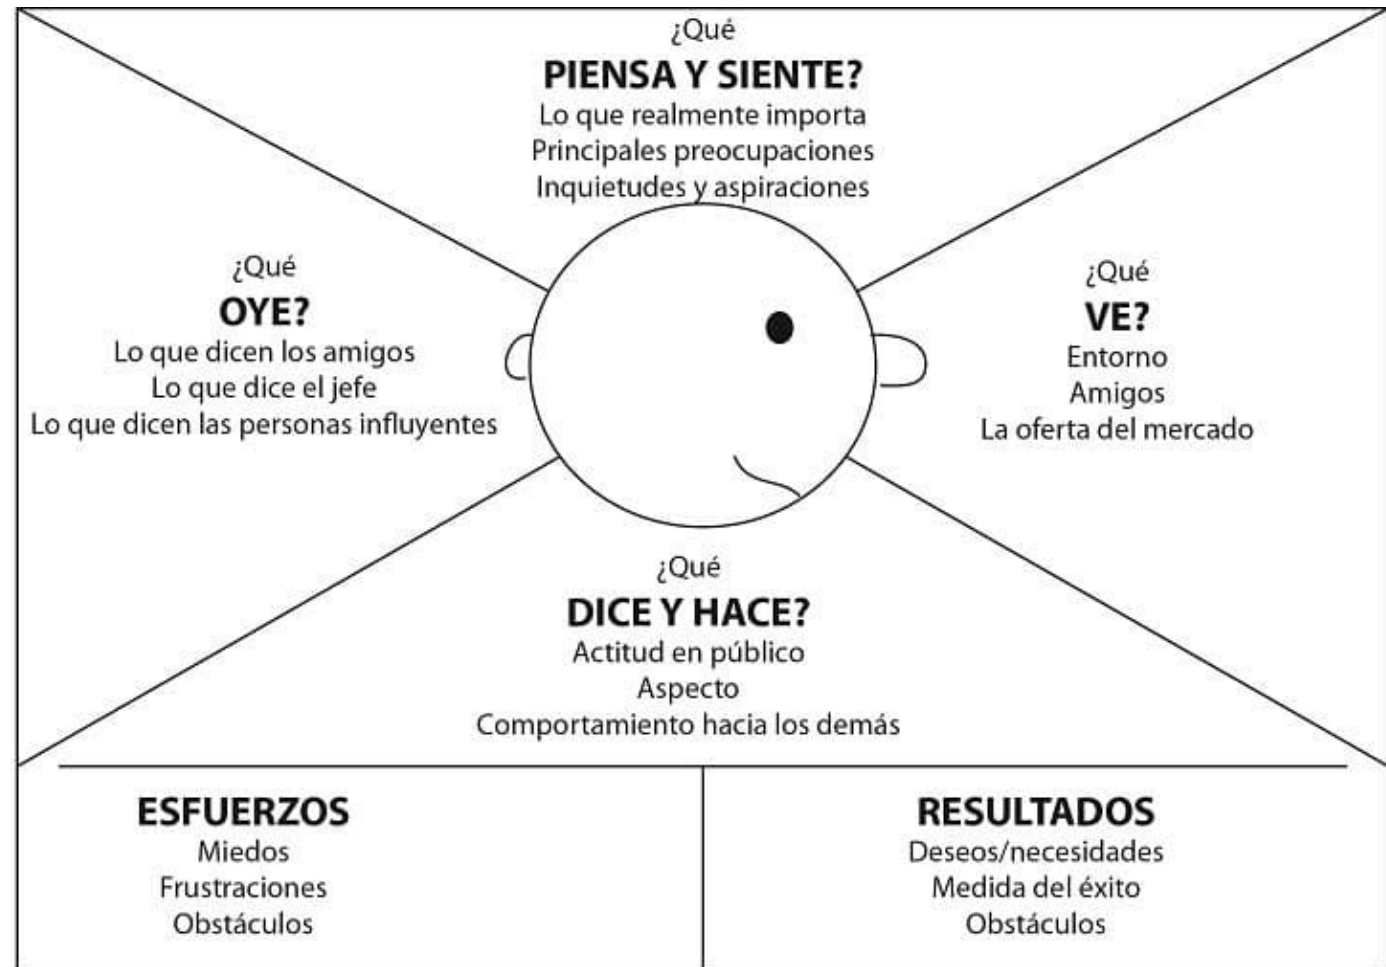 ¿Qué
PIENSA Y SIENTE?
Lo que realmente importa
Principales preocupaciones
Inquietudes y aspiraciones
¿Qué
OYE?
Lo que dicen los amigos
Lo que dice el jefe
Lo que dicen las personas influyentes
¿Qué
VE?
Entorno
Amigos
La oferta del mercado
¿Qué
DICE Y HACE?
Actitud en público
Aspecto
Comportamiento hacia los demás
ESFUERZOS
Miedos
Frustraciones
Obstáculos
RESULTADOS
Deseos/necesidades
Medida del éxito
Obstáculos